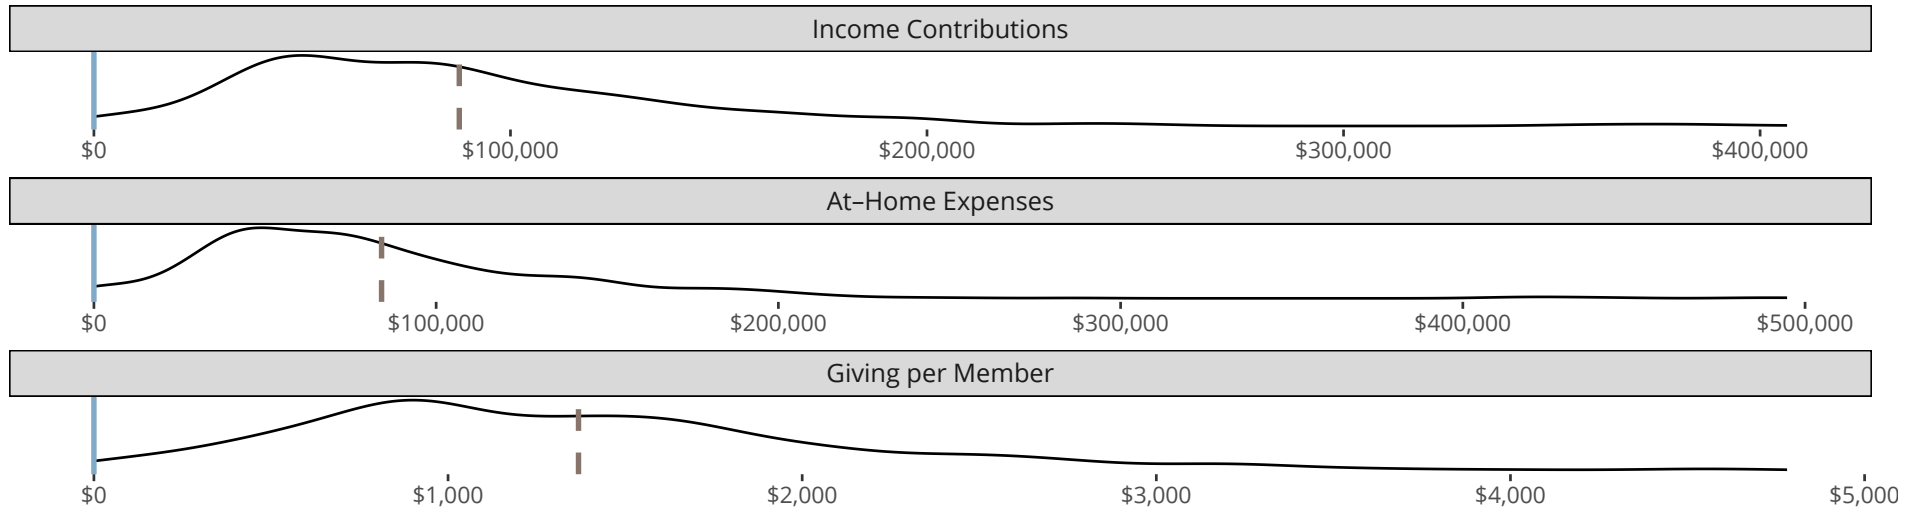 Income Contributions
$0 $100,000 $200,000 $300,000 $400,000
At–Home Expenses
$0 $100,000 $200,000 $300,000 $400,000 $500,000
Giving per Member
$0 $1,000 $2,000 $3,000 $4,000 $5,000